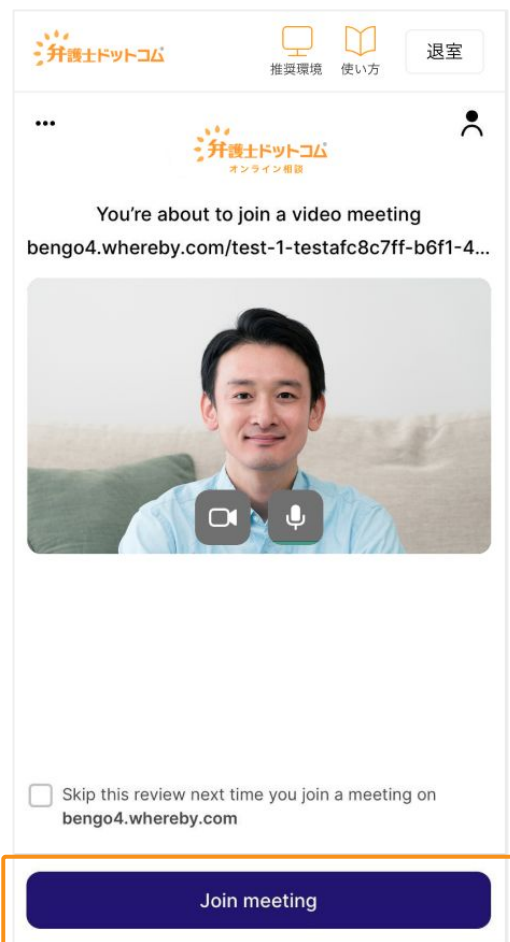 弁護士ドットコム
推奨環境
使い方
退室
弁護士ドットコム
オンライン相談
You're about to join a video meeting
bengo4.whereby.com/test-1-testafc8c7ff-b6f1-4...
Skip this review next time you join a meeting on
bengo4.whereby.com
Join meeting